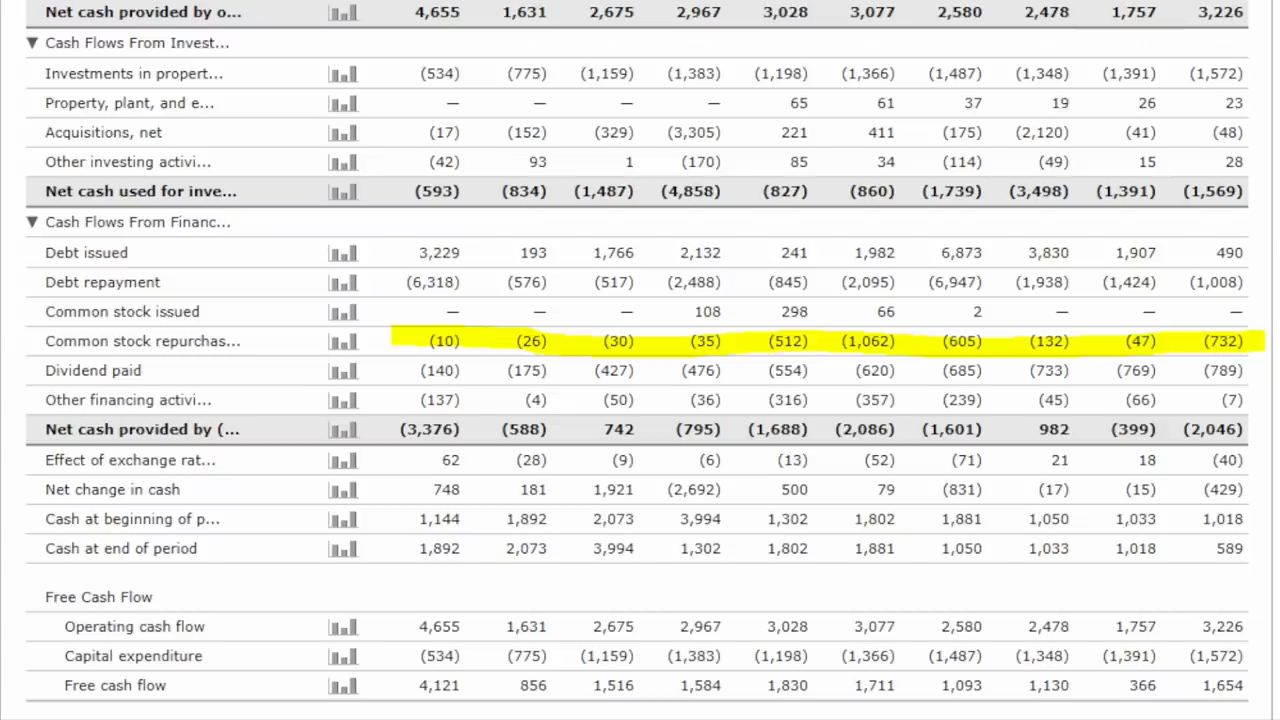 Net cash provided by o... 4,655 1,631 2,675 2,967 3,028 3,077 2,580 2,478 1,757 3,226
▼ Cash Flows From Invest...
Investments in propert... (534) (775) (1,159) (1,383) (1,198) (1,366) (1,487) (1,348) (1,391) (1,572)
Property, plant, and e... — — — — 65 61 37 19 26 23
Acquisitions, net (17) (152) (329) (3,305) 221 411 (175) (2,120) (41) (48)
Other investing activi... (42) 93 1 (170) 85 34 (114) (49) 15 28
Net cash used for inve... (593) (834) (1,487) (4,858) (827) (860) (1,739) (3,498) (1,391) (1,569)
▼ Cash Flows From Financ...
Debt issued 3,229 193 1,766 2,132 241 1,982 6,873 3,830 1,907 490
Debt repayment (6,318) (576) (517) (2,488) (845) (2,095) (6,947) (1,938) (1,424) (1,008)
Common stock issued — — — 108 298 66 2 — — —
Common stock repurchas... (10) (26) (30) (35) (512) (1,062) (605) (132) (47) (732)
Dividend paid (140) (175) (427) (476) (554) (620) (685) (733) (769) (789)
Other financing activi... (137) (4) (50) (36) (316) (357) (239) (45) (66) (7)
Net cash provided by (... (3,376) (588) 742 (795) (1,688) (2,086) (1,601) 982 (399) (2,046)
Effect of exchange rat... 62 (28) (9) (6) (13) (52) (71) 21 18 (40)
Net change in cash 748 181 1,921 (2,692) 500 79 (831) (17) (15) (429)
Cash at beginning of p... 1,144 1,892 2,073 3,994 1,302 1,802 1,881 1,050 1,033 1,018
Cash at end of period 1,892 2,073 3,994 1,302 1,802 1,881 1,050 1,033 1,018 589
Free Cash Flow
Operating cash flow 4,655 1,631 2,675 2,967 3,028 3,077 2,580 2,478 1,757 3,226
Capital expenditure (534) (775) (1,159) (1,383) (1,198) (1,366) (1,487) (1,348) (1,391) (1,572)
Free cash flow 4,121 856 1,516 1,584 1,830 1,711 1,093 1,130 366 1,654